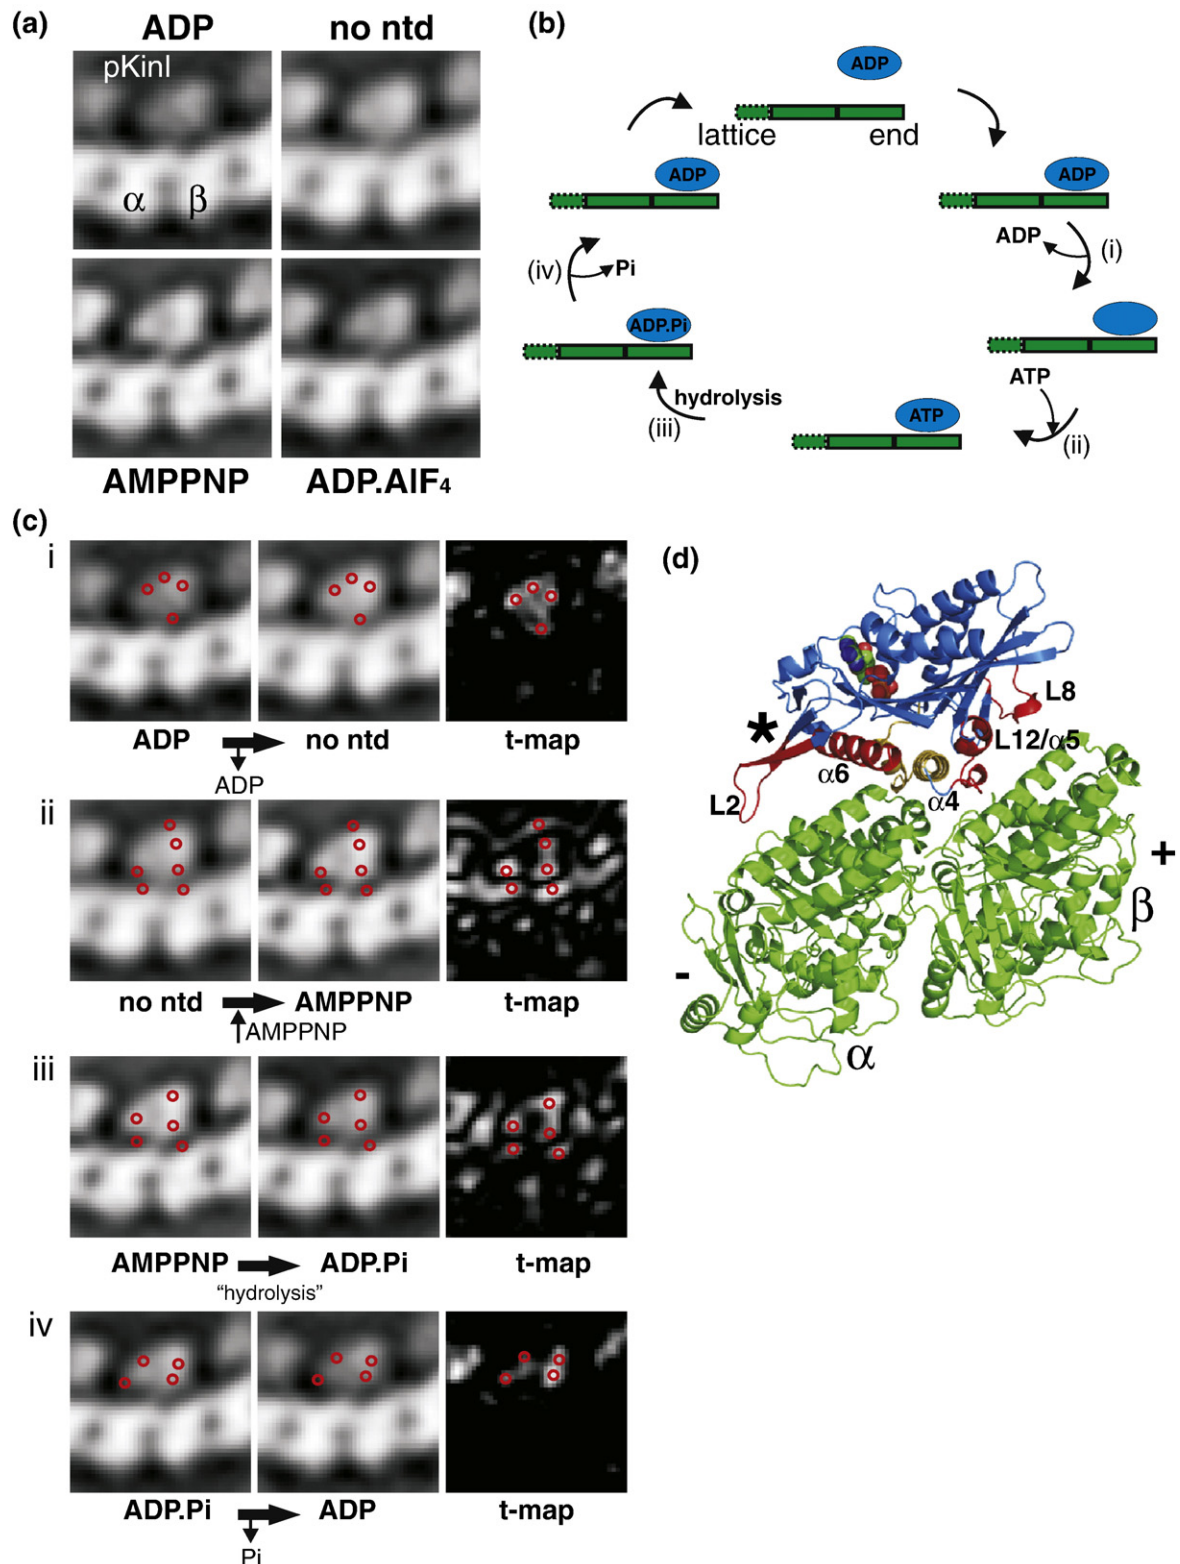 (a)
ADP
no ntd
pKinI
α
β
AMPPNP
ADP.AlF₄
(b)
ADP
lattice
end
ADP
ADP
(i)
ATP
(ii)
ATP
hydrolysis
(iii)
ADP.Pi
(iv)
Pi
ADP
(c)
i
ADP
no ntd
t-map
ADP
ii
no ntd
AMPPNP
t-map
AMPPNP
iii
AMPPNP
ADP.Pi
t-map
“hydrolysis”
iv
ADP.Pi
ADP
t-map
Pi
(d)
L8
*
L12/α5
α6
L2
α4
+
β
-
α